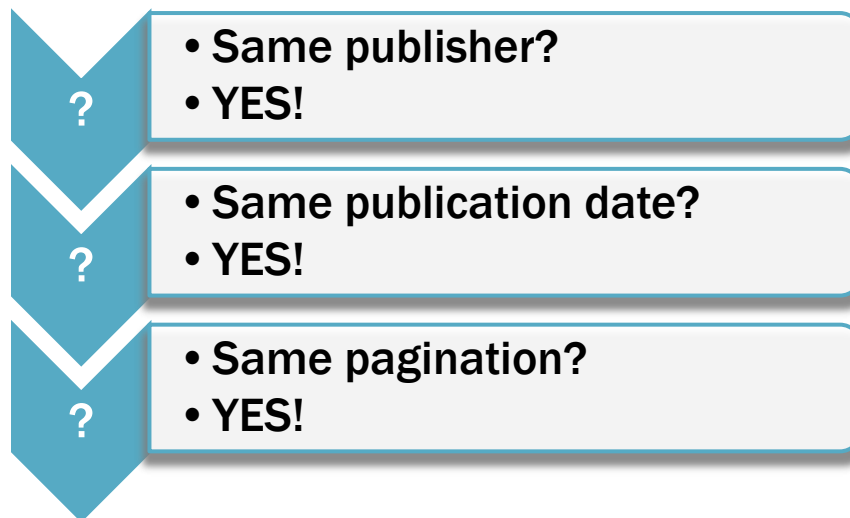 ?
• Same publisher?
• YES!
?
• Same publication date?
• YES!
?
• Same pagination?
• YES!